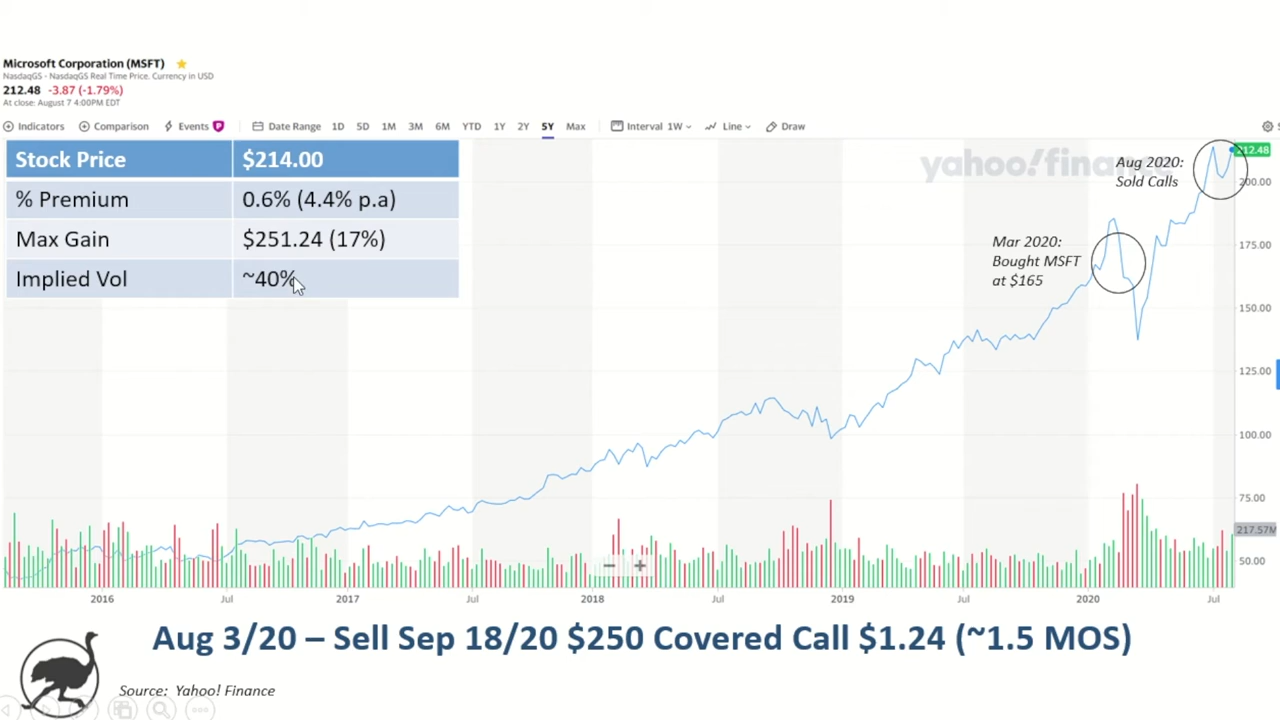 Microsoft Corporation (MSFT)
NasdaqGS - NasdaqGS Real Time Price. Currency in USD
212.48 -3.87 (-1.79%)
At close: August 7 4:00PM EDT
Indicators Comparison Events P Date Range 1D 5D 1M 3M 6M YTD 1Y 2Y 5Y Max Interval 1W Line Draw
Stock Price $214.00
% Premium 0.6% (4.4% p.a)
Max Gain $251.24 (17%)
Implied Vol ~40%
yahoo!finance
Aug 2020:
Sold Calls
Mar 2020:
Bought MSFT
at $165
212.48
200.00
175.00
150.00
125.00
100.00
75.00
217.57M
50.00
2016 Jul 2017 Jul 2018 Jul 2019 Jul 2020 Jul
Aug 3/20 – Sell Sep 18/20 $250 Covered Call $1.24 (~1.5 MOS)
Source: Yahoo! Finance